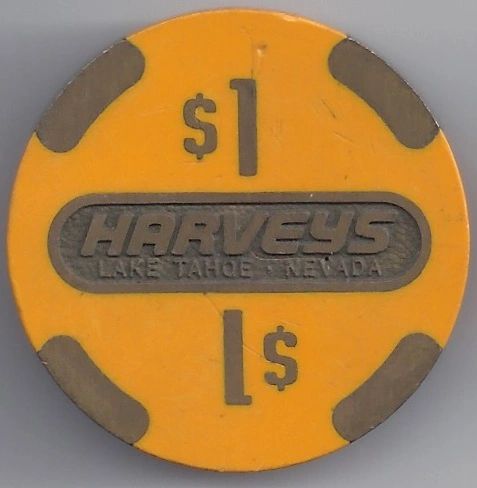 $1
HARVEYS
LAKE TAHOE · NEVADA
$1